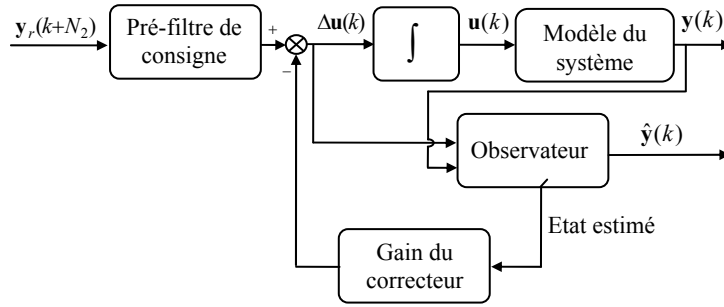 y_r(k+N_2)
Pré-filtre de
consigne
+
−
Δu(k)
∫
u(k)
Modèle du
système
y(k)
Observateur
ŷ(k)
Etat estimé
Gain du
correcteur